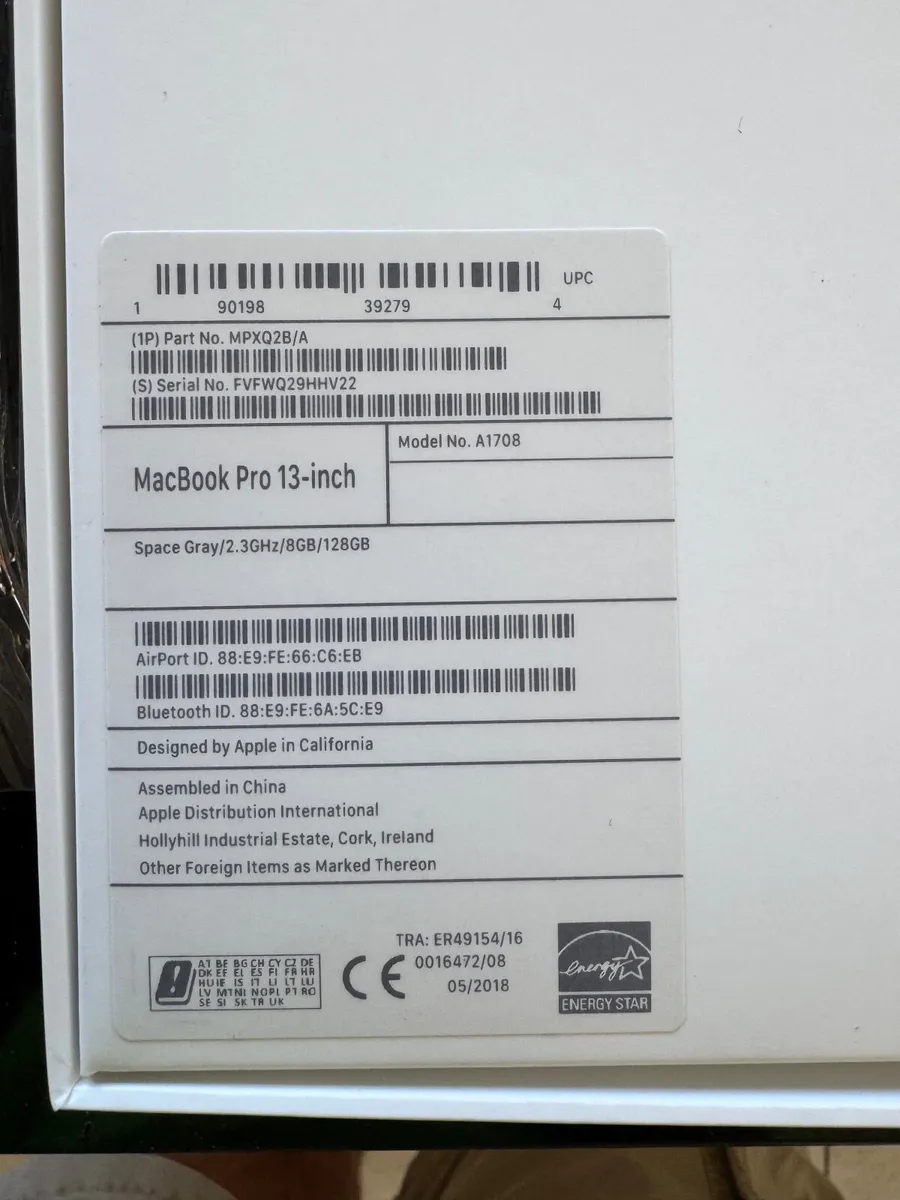 UPC
1 90198 39279 4
(1P) Part No. MPXQ2B/A
(S) Serial No. FVFWQ29HHV22
MacBook Pro 13-inch
Model No. A1708
Space Gray/2.3GHz/8GB/128GB
AirPort ID. 88:E9:FE:66:C6:EB
Bluetooth ID. 88:E9:FE:6A:5C:E9
Designed by Apple in California
Assembled in China
Apple Distribution International
Hollyhill Industrial Estate, Cork, Ireland
Other Foreign Items as Marked Thereon
TRA: ER49154/16
0016472/08
05/2018
AT BE BG CH CY CZ DE
DK EE EL ES FI FR HR
HU IE IS IT LI LT LU
LV MT NL NO PL PT RO
SE SI SK TR UK
CE
energy
ENERGY STAR